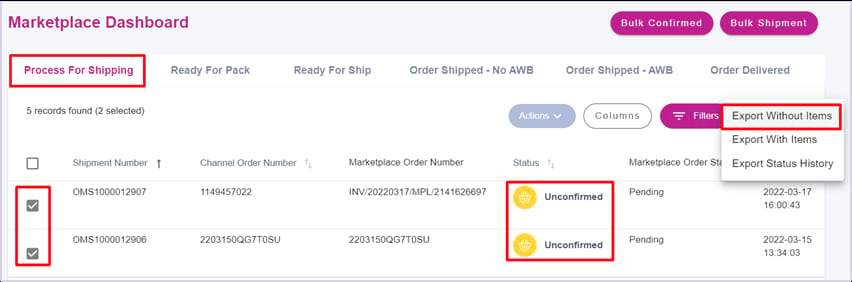 Marketplace Dashboard
Bulk Confirmed
Bulk Shipment
Process For Shipping
Ready For Pack
Ready For Ship
Order Shipped - No AWB
Order Shipped - AWB
Order Delivered
5 records found (2 selected)
Actions
Columns
Filters
Export Without Items
Export With Items
Export Status History
Shipment Number
Channel Order Number
Marketplace Order Number
Status
Marketplace Order Sta
OMS1000012907
1149457022
INV/20220317/MPL/2141626697
Unconfirmed
Pending
2022-03-17
16:00:43
OMS1000012906
2203150QG7T0SU
2203150QG7T0SU
Unconfirmed
Pending
2022-03-15
13:34:03